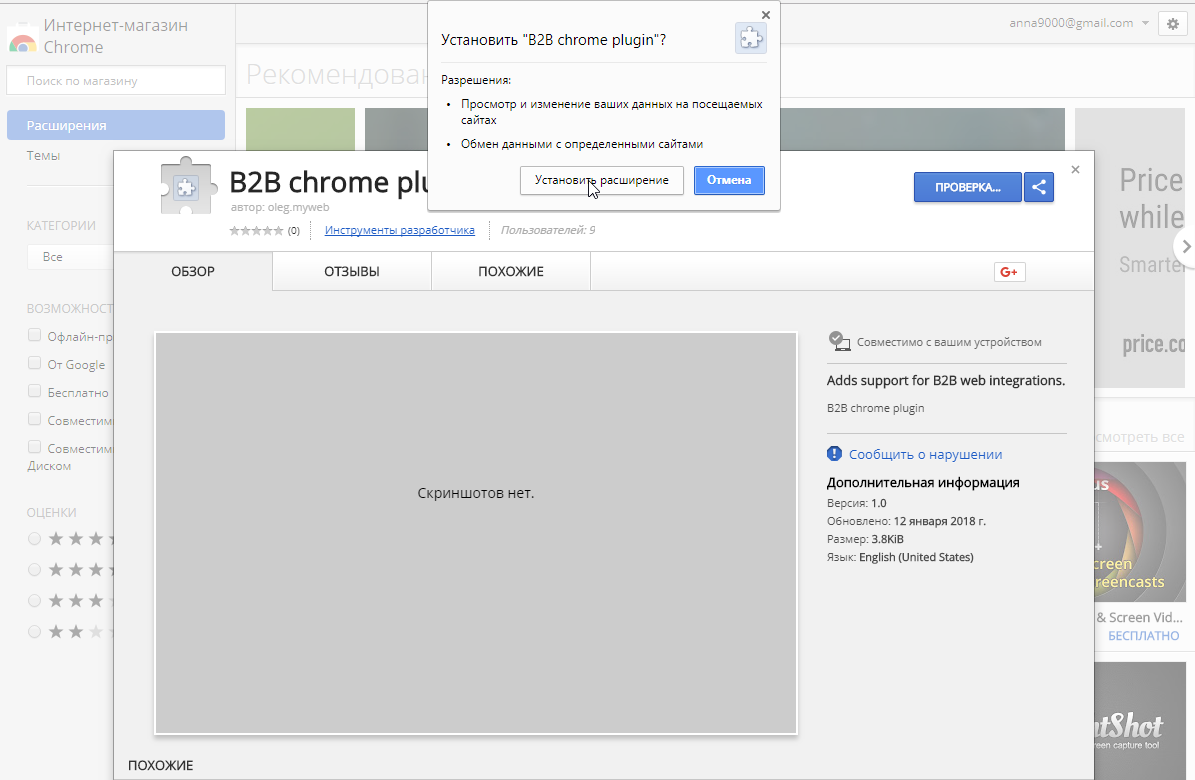 Интернет-магазин
Chrome
anna9000@gmail.com
Поиск по магазину
Расширения
Темы
КАТЕГОРИИ
Все
Офлайн-пр
От Google
Бесплатно
Совместим
Совместим
Диском
ОЦЕНКИ
Установить "B2B chrome plugin"?
Разрешения:
• Просмотр и изменение ваших данных на посещаемых
сайтах
• Обмен данными с определенными сайтами
Установить расширение
Отмена
B2B chrome plu
автор: oleg.myweb
(0)
Инструменты разработчика
Пользователей: 9
ПРОВЕРКА...
ОБЗОР
ОТЗЫВЫ
ПОХОЖИЕ
G+
Скриншотов нет.
Совместимо с вашим устройством
Adds support for B2B web integrations.
B2B chrome plugin
Сообщить о нарушении
Дополнительная информация
Версия: 1.0
Обновлено: 12 января 2018 г.
Размер: 3.8KiB
Язык: English (United States)
ПОХОЖИЕ
Price
while
Smarte
price.co
смотреть все
us
creen
reencasts
& Screen Vid...
БЕСПЛАТНО
ntShot
reen capture tool
Рекомендован
ВОЗМОЖНОСТ